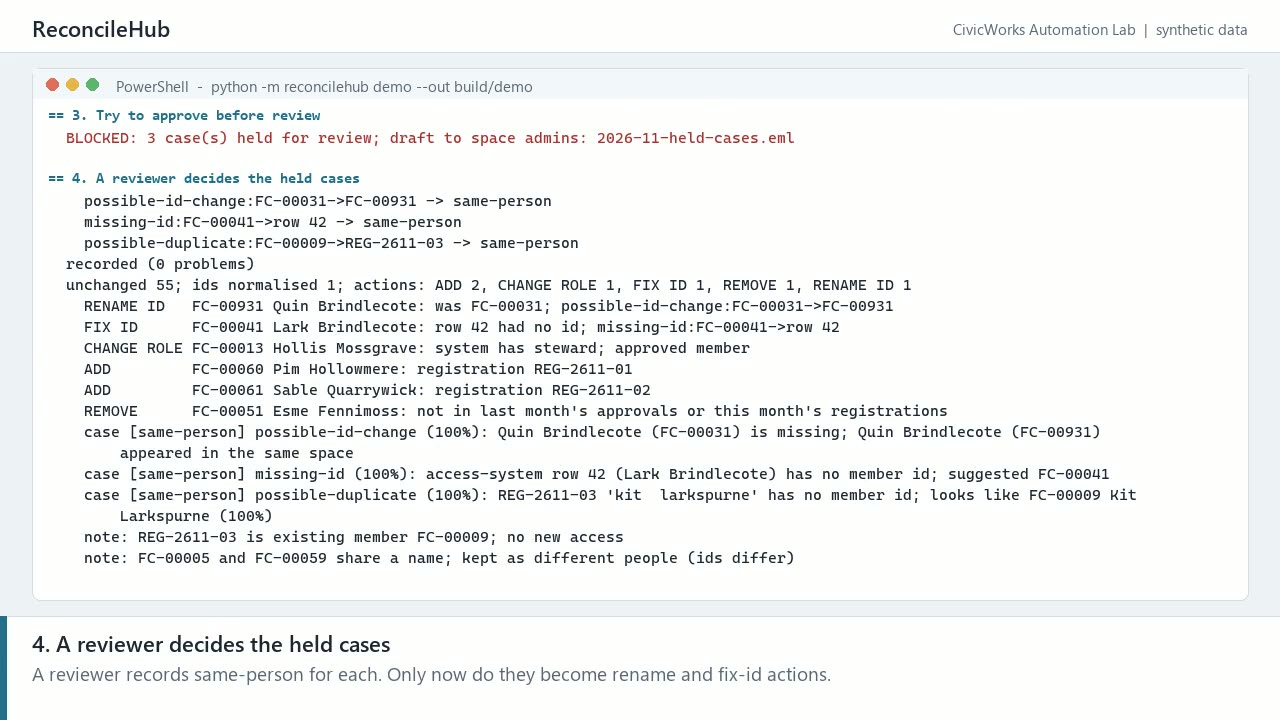 ReconcileHub
CivicWorks Automation Lab | synthetic data
PowerShell - python -m reconcilehub demo --out build/demo
== 3. Try to approve before review
BLOCKED: 3 case(s) held for review; draft to space admins: 2026-11-held-cases.eml
== 4. A reviewer decides the held cases
possible-id-change:FC-00031->FC-00931 -> same-person
missing-id:FC-00041->row 42 -> same-person
possible-duplicate:FC-00009->REG-2611-03 -> same-person
recorded (0 problems)
unchanged 55; ids normalised 1; actions: ADD 2, CHANGE ROLE 1, FIX ID 1, REMOVE 1, RENAME ID 1
RENAME ID FC-00931 Quin Brindlecote: was FC-00031; possible-id-change:FC-00031->FC-00931
FIX ID FC-00041 Lark Brindlecote: row 42 had no id; missing-id:FC-00041->row 42
CHANGE ROLE FC-00013 Hollis Mossgrave: system has steward; approved member
ADD FC-00060 Pim Hollowmere: registration REG-2611-01
ADD FC-00061 Sable Quarrywick: registration REG-2611-02
REMOVE FC-00051 Esme Fennimoss: not in last month's approvals or this month's registrations
case [same-person] possible-id-change (100%): Quin Brindlecote (FC-00031) is missing; Quin Brindlecote (FC-00931)
appeared in the same space
case [same-person] missing-id (100%): access-system row 42 (Lark Brindlecote) has no member id; suggested FC-00041
case [same-person] possible-duplicate (100%): REG-2611-03 'kit  larkspurne' has no member id; looks like FC-00009 Kit
Larkspurne (100%)
note: REG-2611-03 is existing member FC-00009; no new access
note: FC-00005 and FC-00059 share a name; kept as different people (ids differ)
4. A reviewer decides the held cases
A reviewer records same-person for each. Only now do they become rename and fix-id actions.